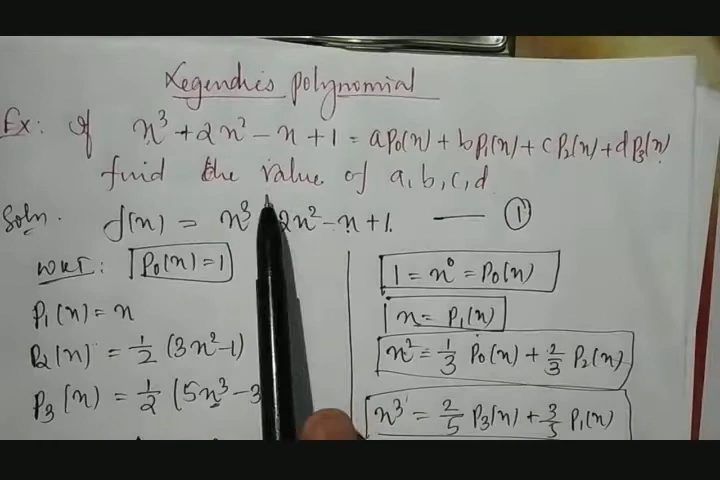 Legendre's polynomial
Ex: If x³ + 2x² - x + 1 = aP₀(x) + bP₁(x) + cP₂(x) + dP₃(x)
find the value of a, b, c, d
Soln. f(x) = x³ 2x² - x + 1. — ①
WKT: P₀(x) = 1
P₁(x) = x
P₂(x) = 1/2 (3x² - 1)
P₃(x) = 1/2 (5x³ - 3
1 = x⁰ = P₀(x)
x = P₁(x)
x² = 1/3 P₀(x) + 2/3 P₂(x)
x³ = 2/5 P₃(x) + 3/5 P₁(x)